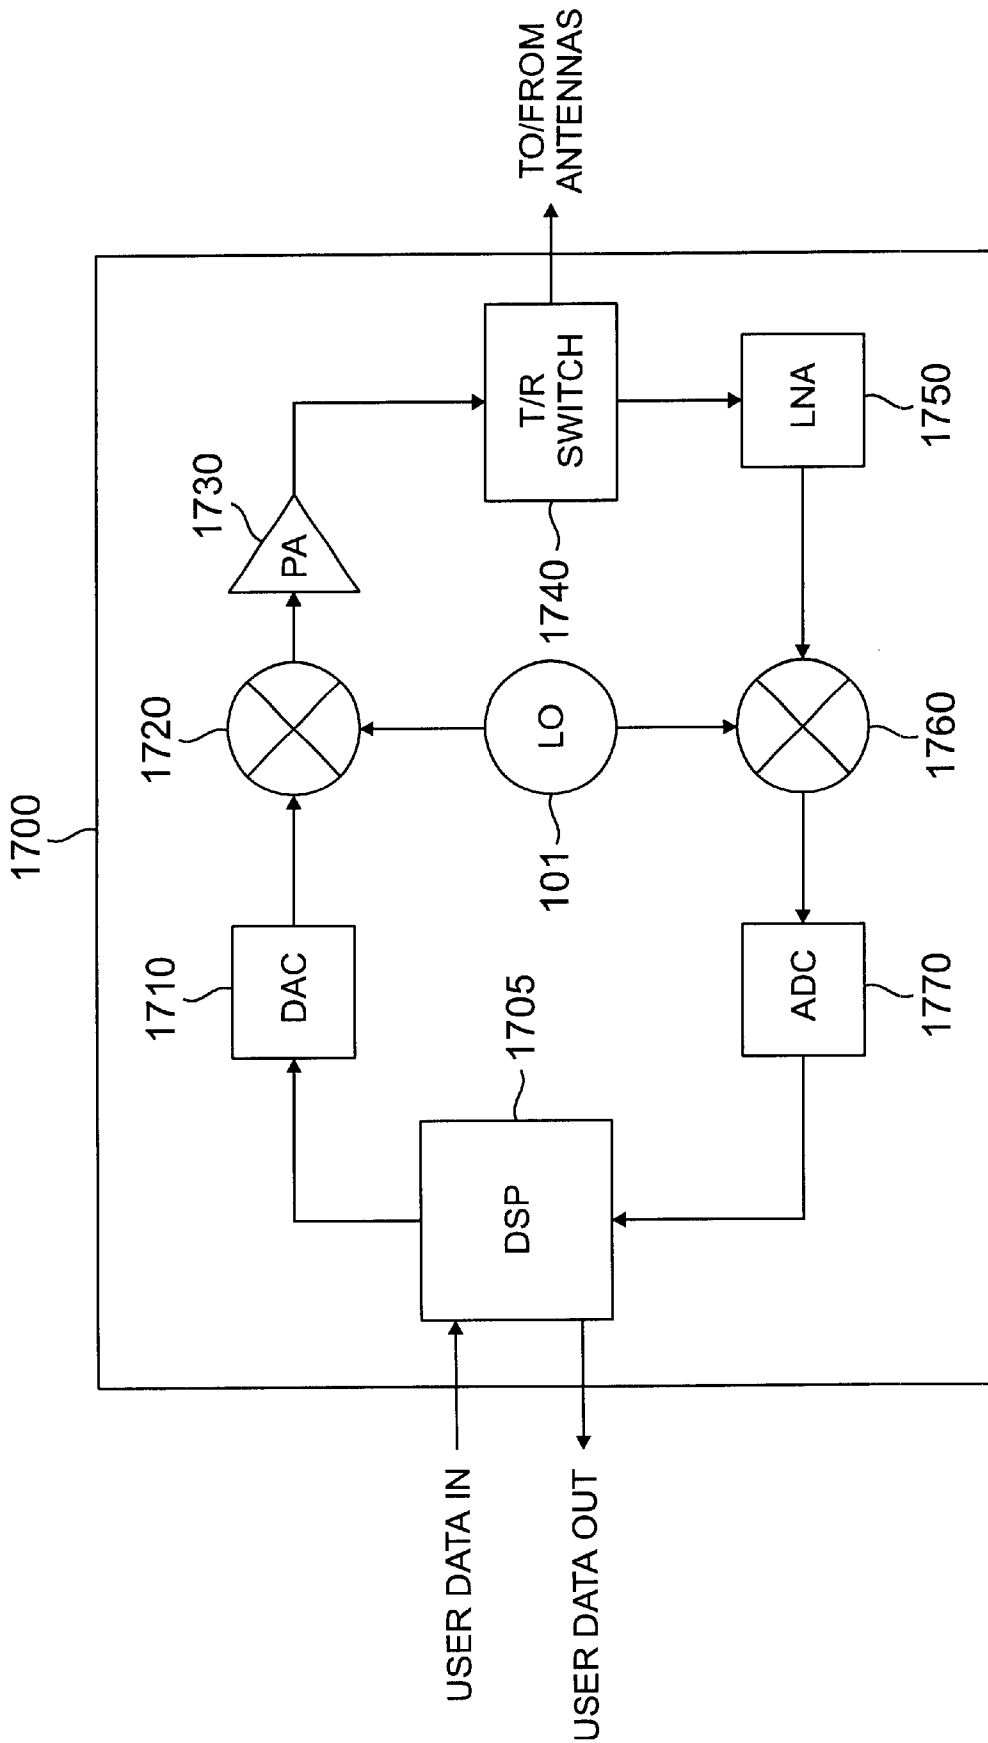 1700
1710
1720
1730
DAC
PA
USER DATA IN
USER DATA OUT
DSP
1705
LO
101
T/R
SWITCH
1740
TO/FROM
ANTENNAS
ADC
1770
1760
LNA
1750